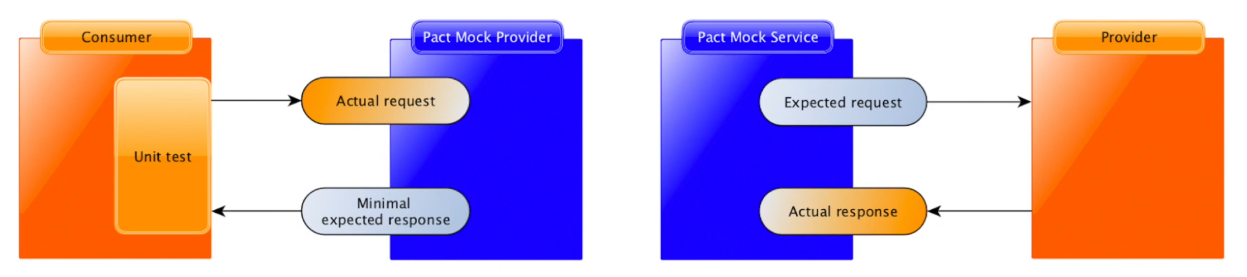 Consumer
Pact Mock Provider
Pact Mock Service
Provider
Actual request
Expected request
Unit test
Minimal
expected response
Actual response